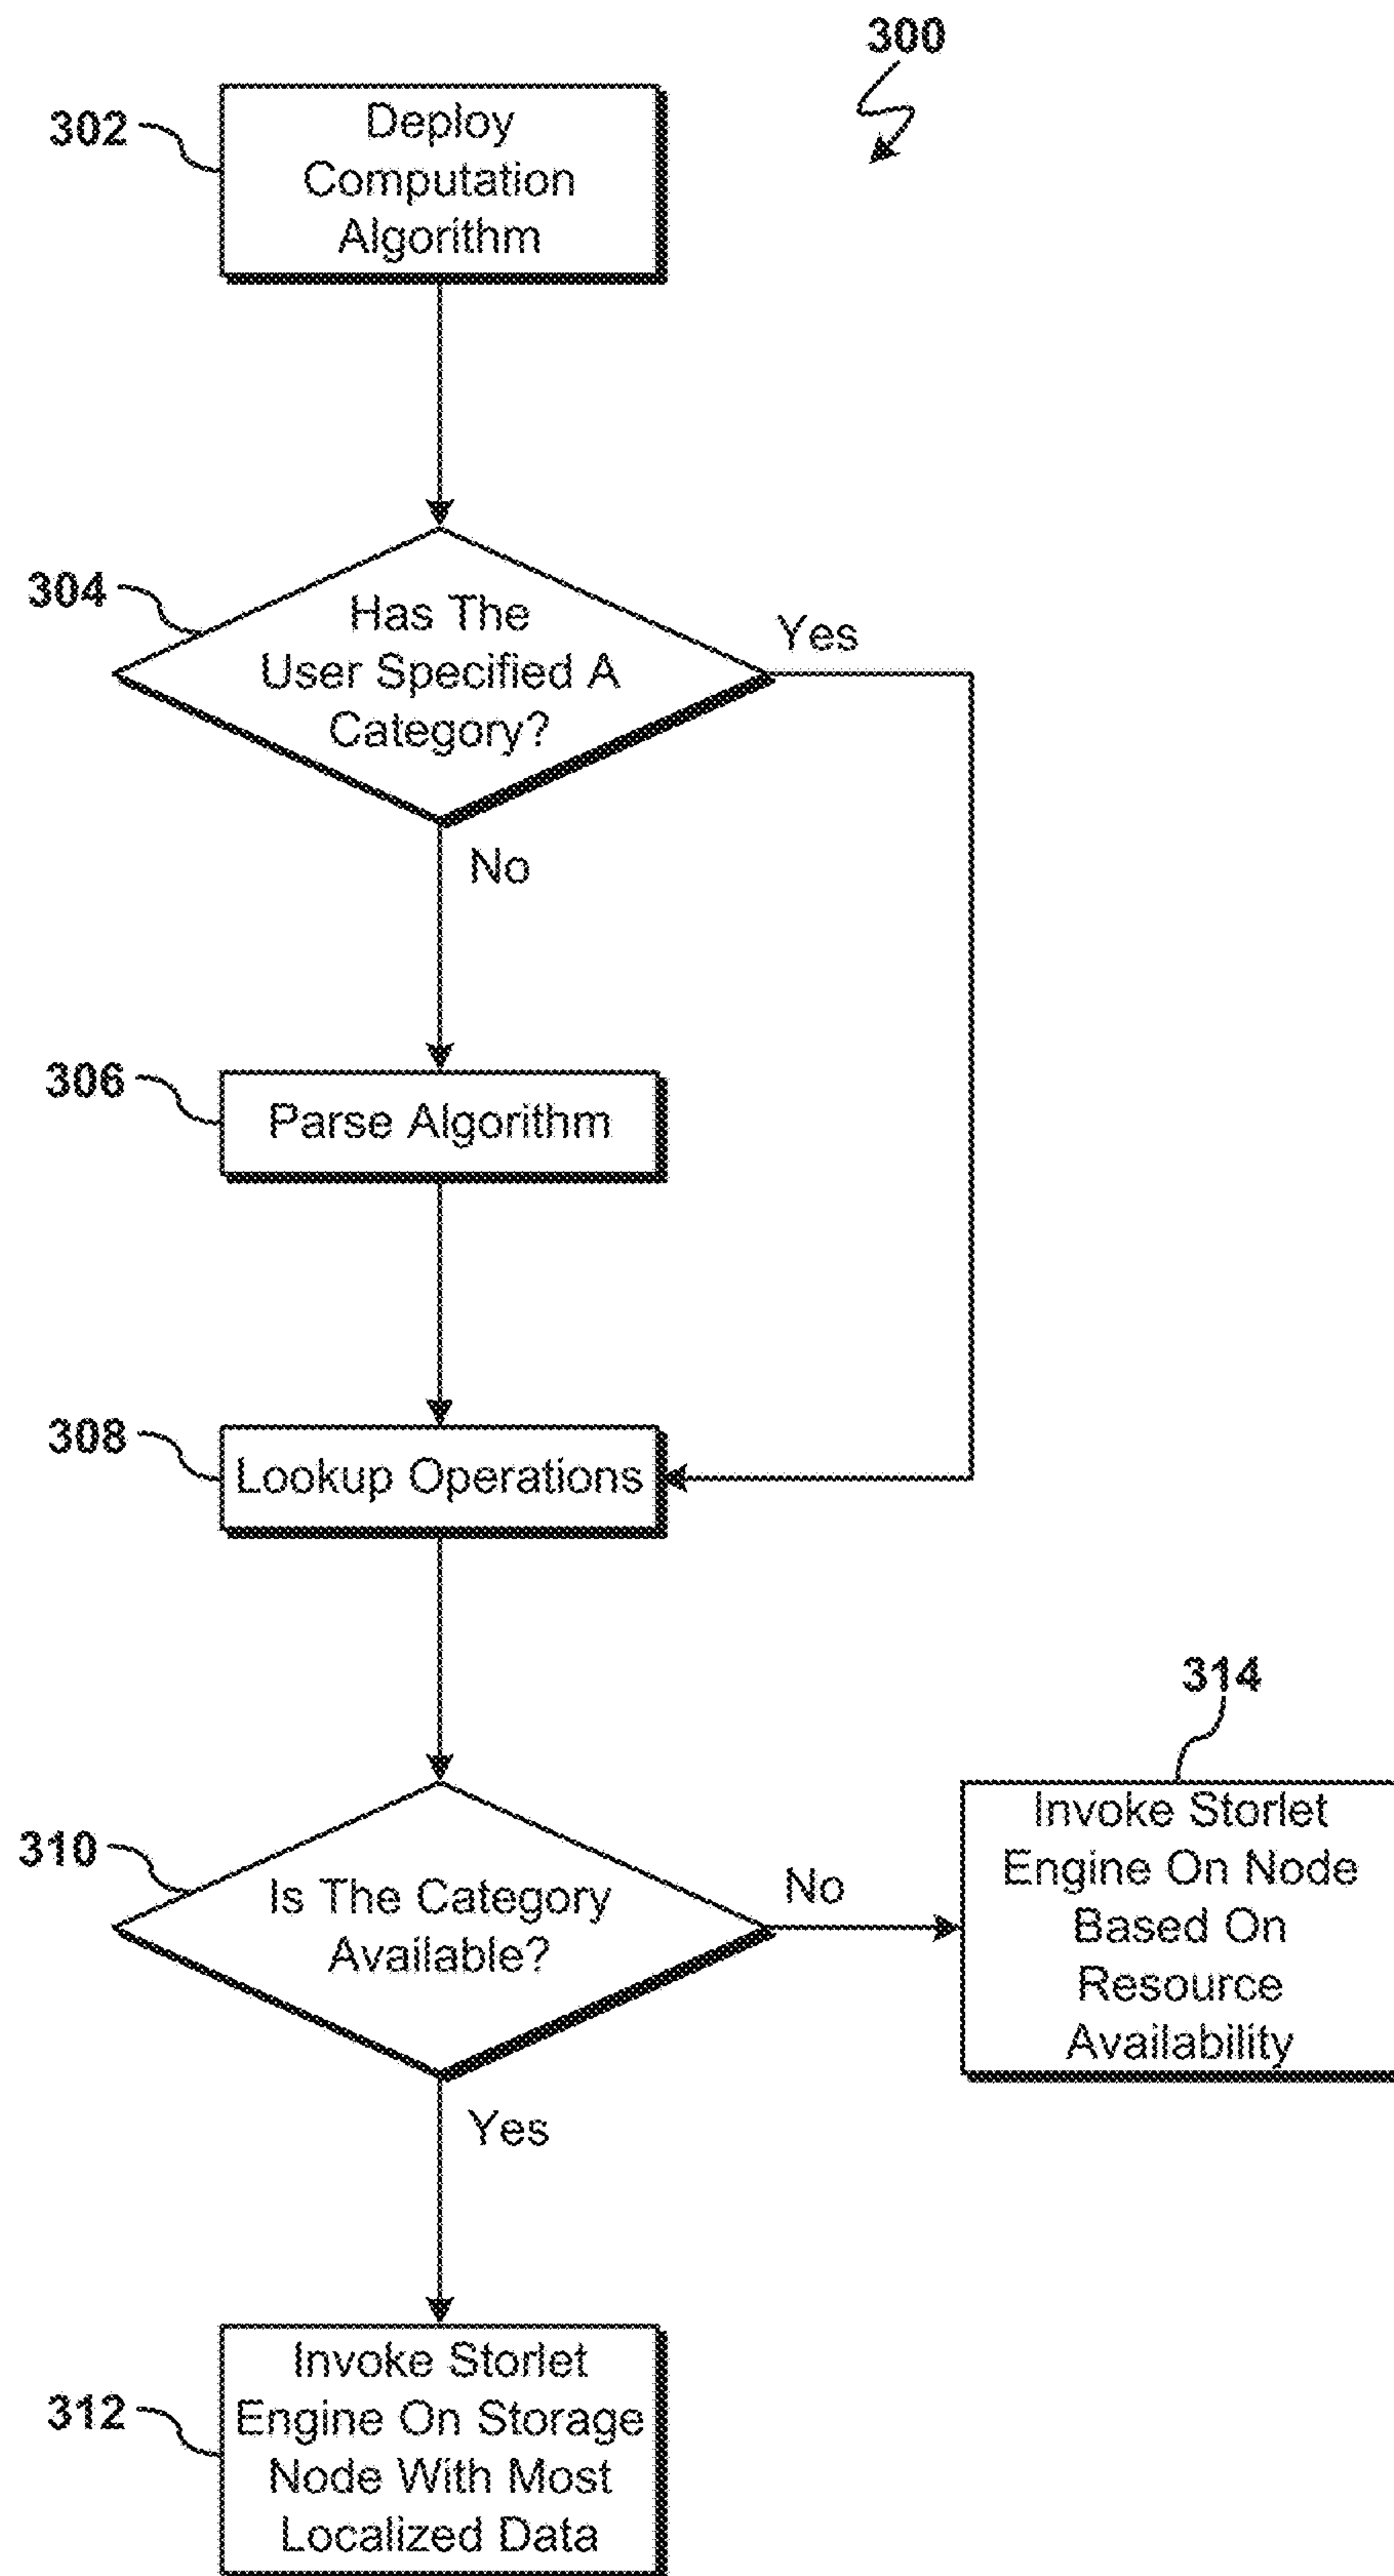 300
302
Deploy
Computation
Algorithm
304
Has The
User Specified A
Category?
Yes
No
306
Parse Algorithm
308
Lookup Operations
310
Is The Category
Available?
No
Yes
314
Invoke Storlet
Engine On Node
Based On
Resource
Availability
312
Invoke Storlet
Engine On Storage
Node With Most
Localized Data